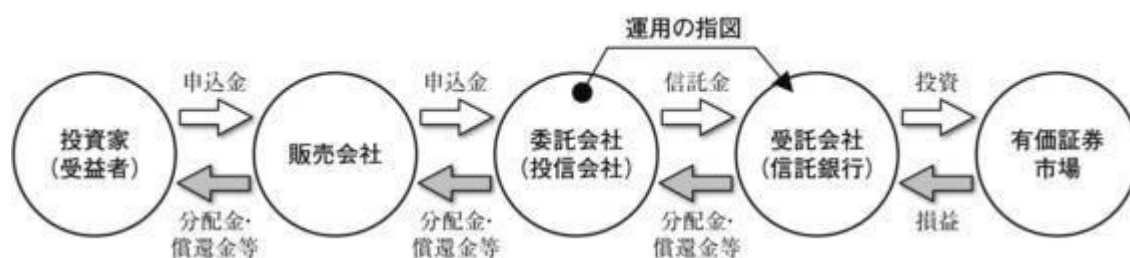 運用の指図
申込金
申込金
信託金
投資
投資家
（受益者）
販売会社
委託会社
（投信会社）
受託会社
（信託銀行）
有価証券
市場
分配金・
償還金等
分配金・
償還金等
分配金・
償還金等
損益